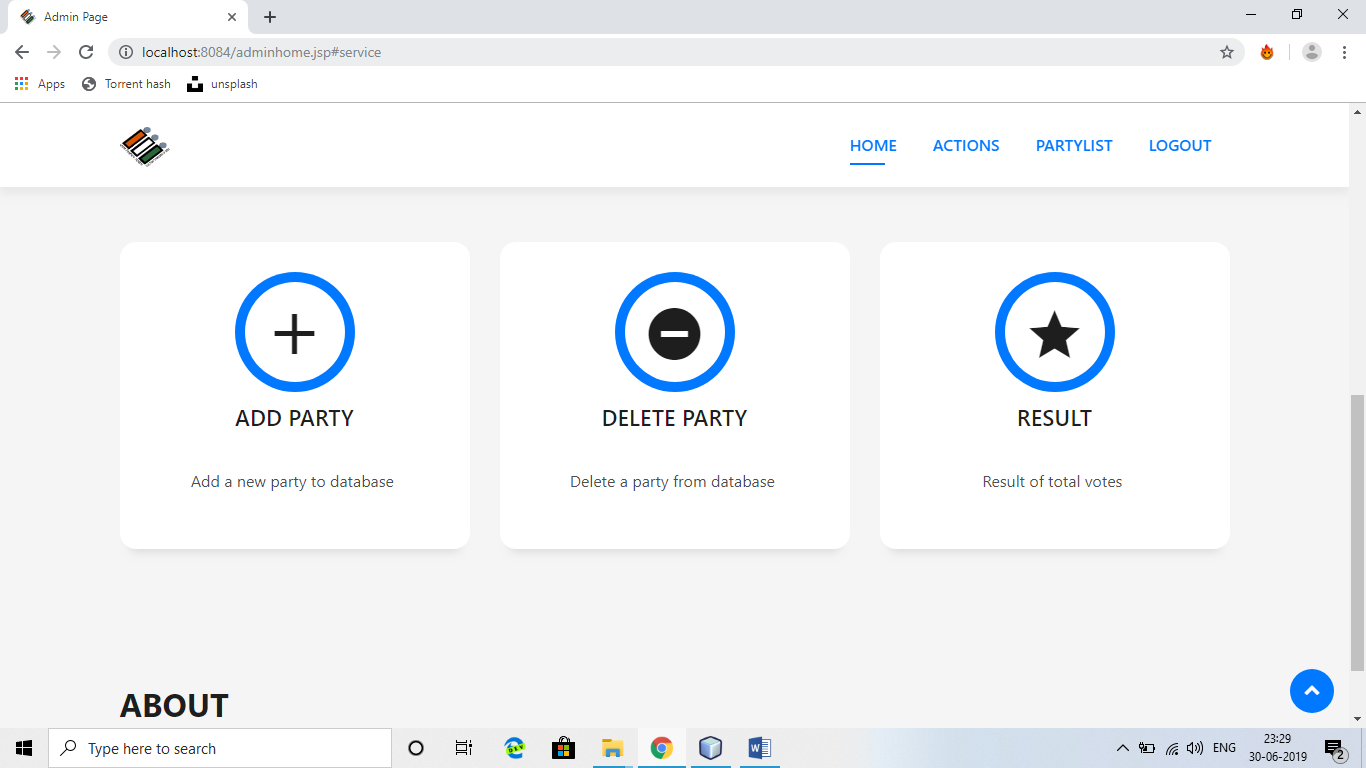 Admin Page
localhost:8084/adminhome.jsp#service
Apps Torrent hash unsplash
HOME ACTIONS PARTYLIST LOGOUT
ADD PARTY
Add a new party to database
DELETE PARTY
Delete a party from database
RESULT
Result of total votes
ABOUT
Type here to search
DEV
W
ENG
23:29
30-06-2019
2